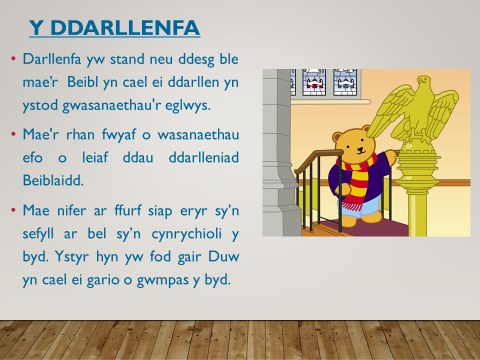 Y DDARLLENFA
• Darllenfa yw stand neu ddesg ble
mae'r Beibl yn cael ei ddarllen yn
ystod gwasanaethau'r eglwys.
• Mae'r rhan fwyaf o wasanaethau
efo o leiaf ddau ddarlleniad
Beiblaidd.
• Mae nifer ar ffurf siap eryr sy'n
sefyll ar bel sy'n cynrychioli y
byd. Ystyr hyn yw fod gair Duw
yn cael ei gario o gwmpas y byd.